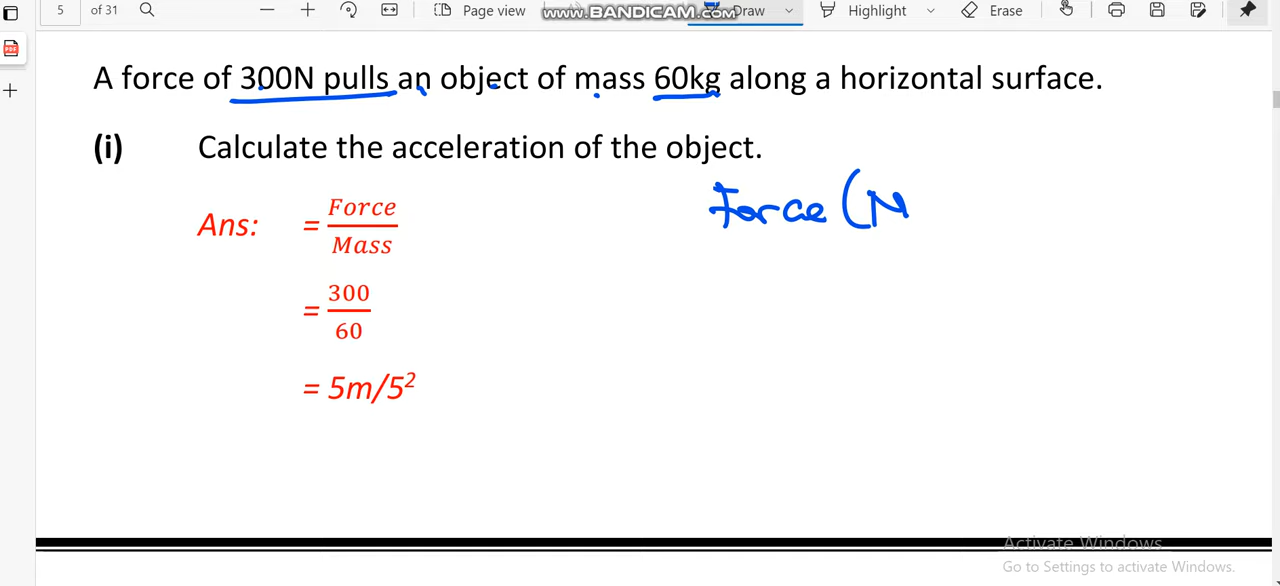 5 of 31 Page view www.BANDICAM.com Draw Highlight Erase
A force of 300N pulls an object of mass 60kg along a horizontal surface.
(i) Calculate the acceleration of the object.
Force (N
Ans: = Force
Mass
= 300
60
= 5m/5²
Activate Windows
Go to Settings to activate Windows.